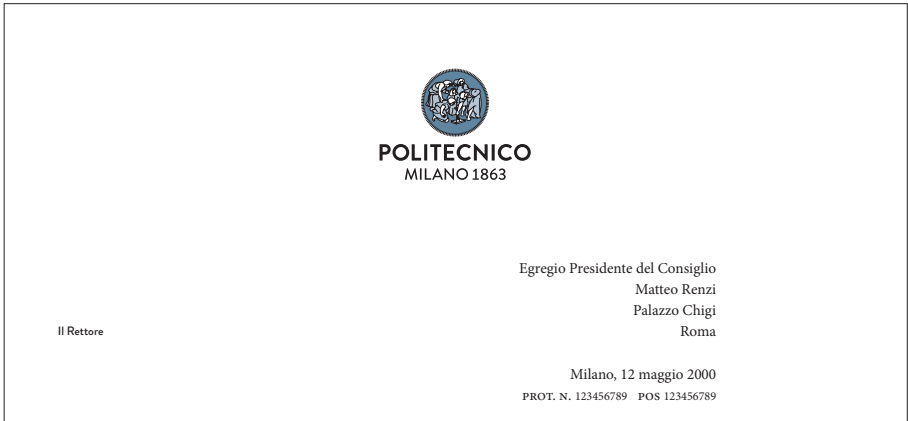 POLITECNICO
MILANO 1863
Egregio Presidente del Consiglio
Matteo Renzi
Palazzo Chigi
Il Rettore
Roma
Milano, 12 maggio 2000
PROT. N. 123456789 POS 123456789